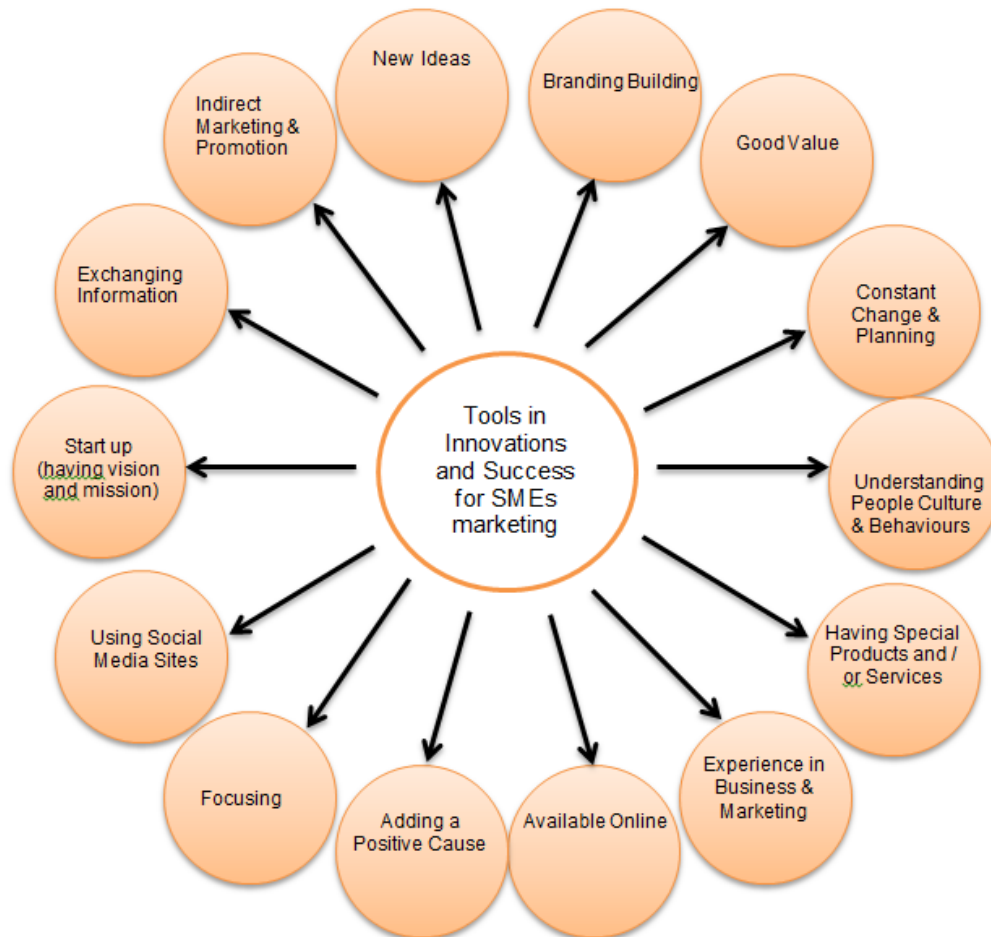 New Ideas
Branding Building
Indirect
Marketing &
Promotion
Good Value
Exchanging
Information
Constant
Change &
Planning
Tools in
Innovations
and Success
for SMEs
marketing
Start up
(having vision
and mission)
Understanding
People Culture
& Behaviours
Using Social
Media Sites
Having Special
Products and /
or Services
Focusing
Experience in
Business &
Marketing
Adding a
Positive Cause
Available Online